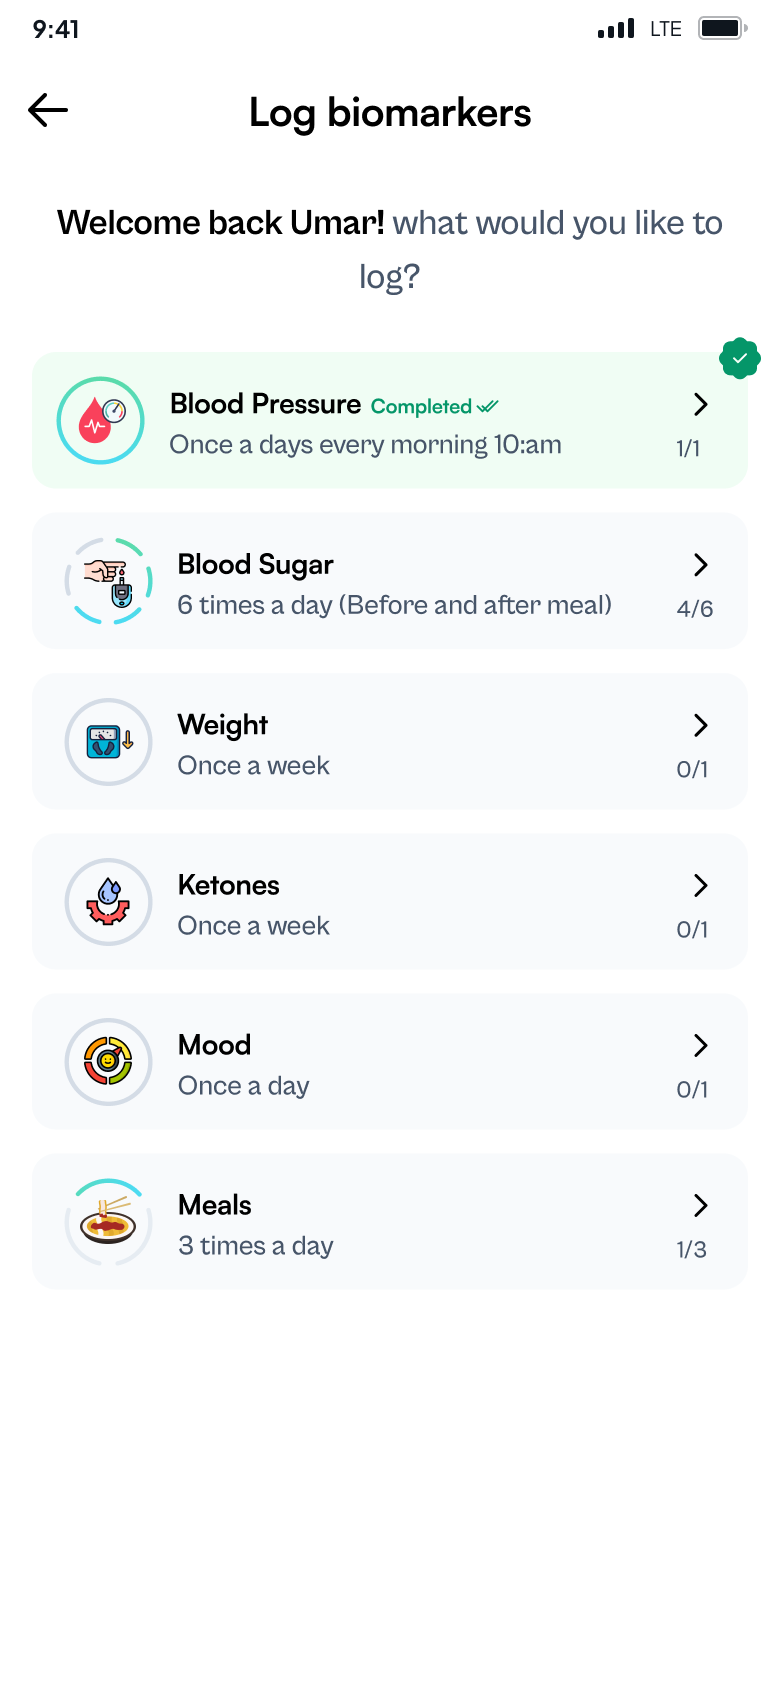 9:41
LTE
Log biomarkers
Welcome back Umar! what would you like to
log?
Blood Pressure Completed
Once a days every morning 10:am
1/1
Blood Sugar
6 times a day (Before and after meal)
4/6
Weight
Once a week
0/1
Ketones
Once a week
0/1
Mood
Once a day
0/1
Meals
3 times a day
1/3